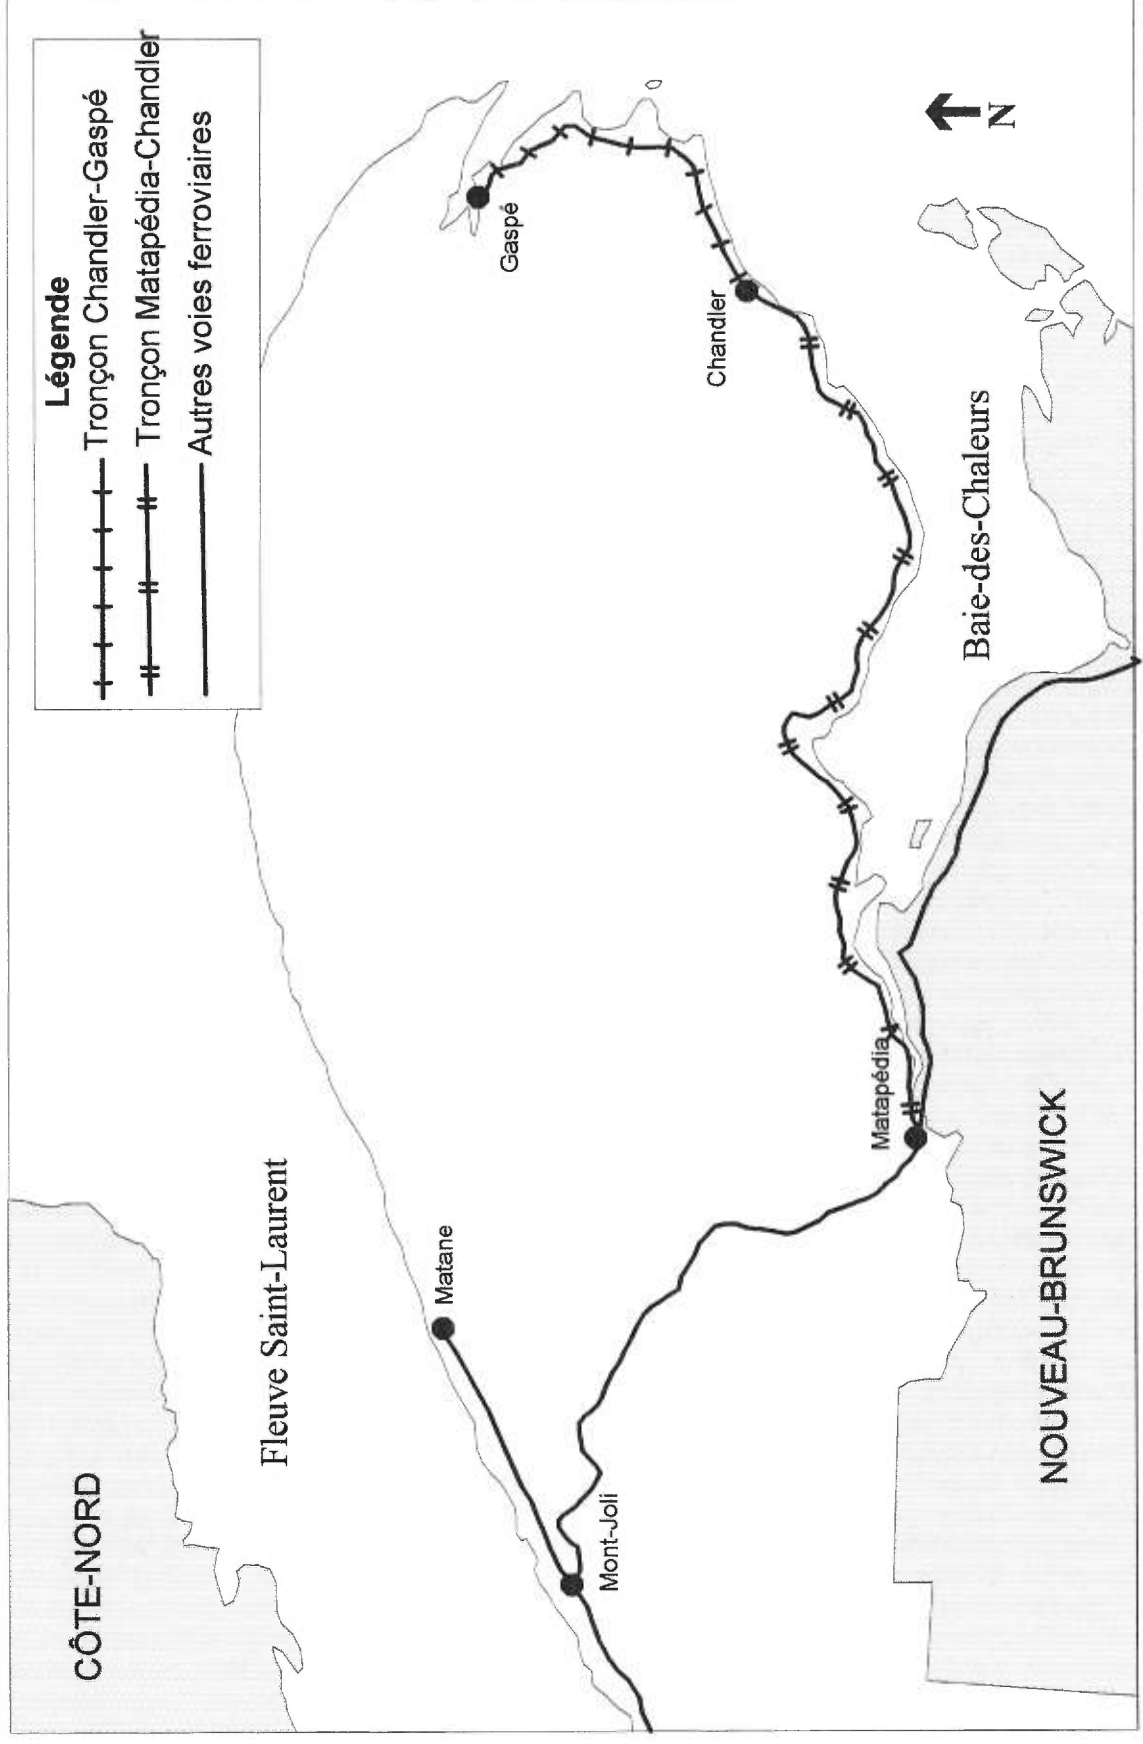 Légende
Tronçon Chandler-Gaspé
Tronçon Matapédia-Chandler
Autres voies ferroviaires
CÔTE-NORD
Fleuve Saint-Laurent
Matane
Mont-Joli
Matapédia
Chandler
Gaspé
Baie-des-Chaleurs
NOUVEAU-BRUNSWICK
N